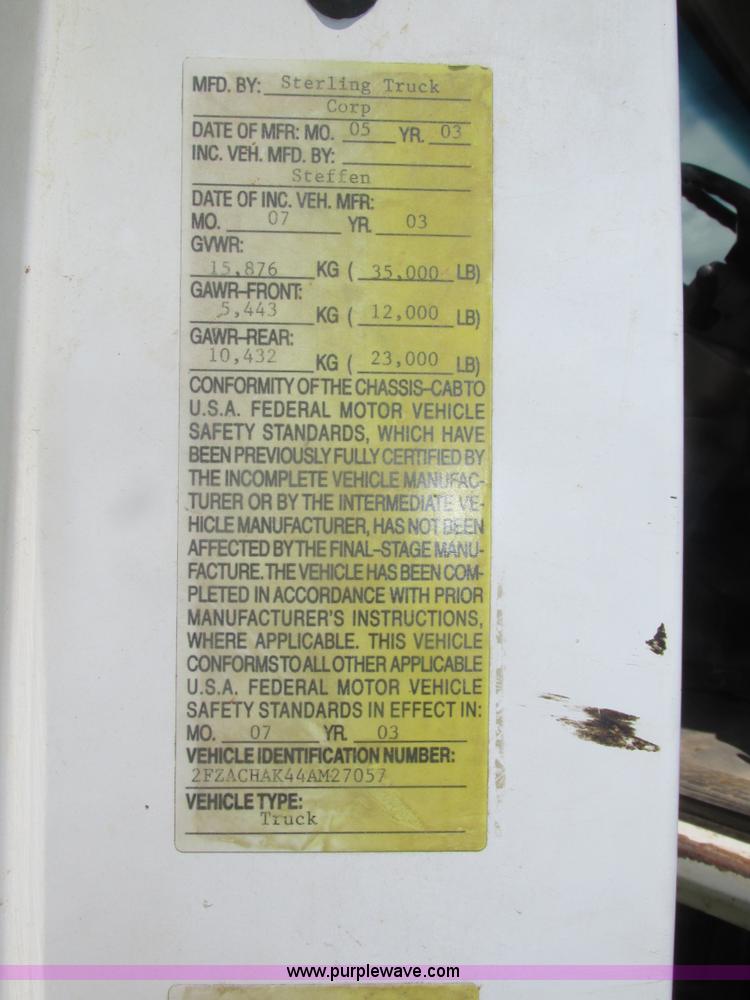 MFD. BY: Sterling Truck
Corp
DATE OF MFR: MO. 05 YR. 03
INC. VEH. MFD. BY:
Steffen
DATE OF INC. VEH. MFR:
MO. 07 YR. 03
GVWR:
15,876 KG ( 35,000 LB)
GAWR-FRONT:
5,443 KG ( 12,000 LB)
GAWR-REAR:
10,432 KG ( 23,000 LB)
CONFORMITY OF THE CHASSIS-CAB TO
U.S.A. FEDERAL MOTOR VEHICLE
SAFETY STANDARDS, WHICH HAVE
BEEN PREVIOUSLY FULLY CERTIFIED BY
THE INCOMPLETE VEHICLE MANUFAC-
TURER OR BY THE INTERMEDIATE VE-
HICLE MANUFACTURER, HAS NOT BEEN
AFFECTED BY THE FINAL-STAGE MANU-
FACTURE. THE VEHICLE HAS BEEN COM-
PLETED IN ACCORDANCE WITH PRIOR
MANUFACTURER'S INSTRUCTIONS,
WHERE APPLICABLE. THIS VEHICLE
CONFORMS TO ALL OTHER APPLICABLE
U.S.A. FEDERAL MOTOR VEHICLE
SAFETY STANDARDS IN EFFECT IN:
MO. 07 YR. 03
VEHICLE IDENTIFICATION NUMBER:
2FZACHAK44AM27057
VEHICLE TYPE:
Truck
www.purplewave.com